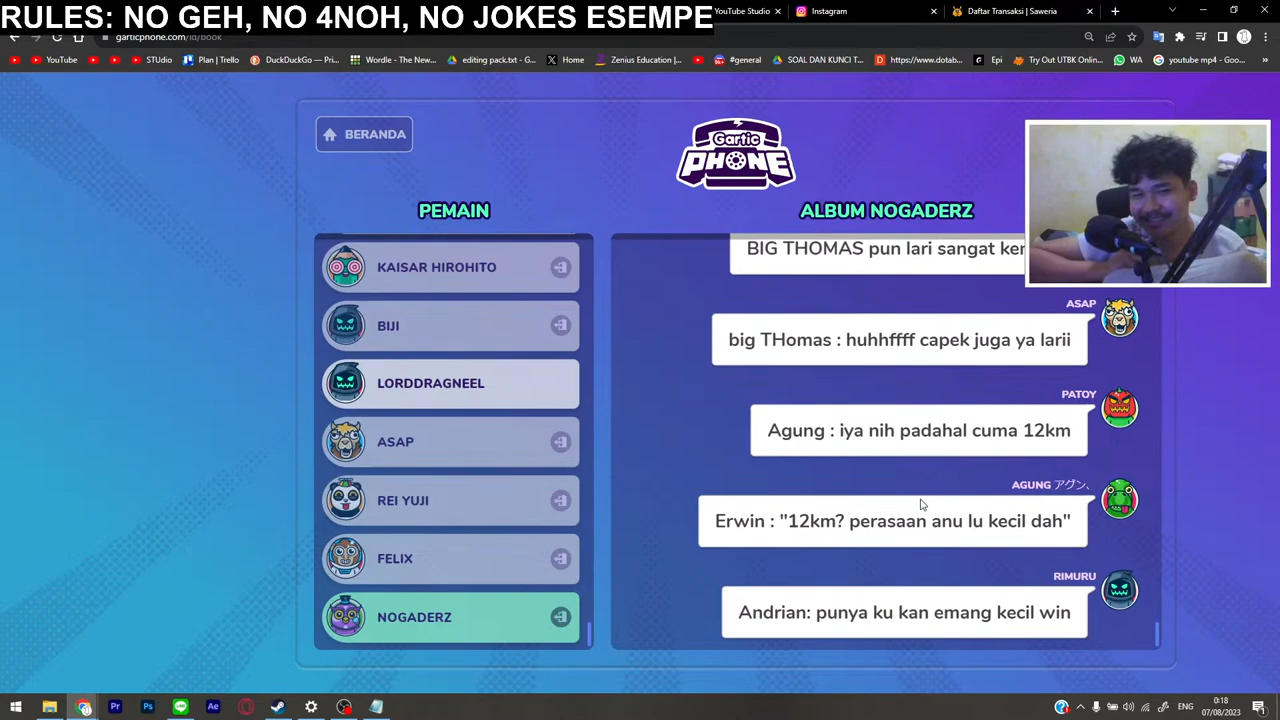 RULES: NO GEH, NO 4NOH, NO JOKES ESEMPE
YouTube Studio
Instagram
Daftar Transaksi | Saweria
garticphone.com/id/book
YouTube
STUdio
Plan | Trello
DuckDuckGo — Pri...
Wordle - The New...
editing pack.txt - G...
Home
Zenius Education |...
#general
SOAL DAN KUNCI T...
https://www.dotab...
Epi
Try Out UTBK Onlin...
WA
youtube mp4 - Goo...
BERANDA
Gartic
PHONE
PEMAIN
KAISAR HIROHITO
BIJI
LORDDRAGNEEL
ASAP
REI YUJI
FELIX
NOGADERZ
ALBUM NOGADERZ
BIG THOMAS pun lari sangat ken
ASAP
big THomas : huhhffff capek juga ya larii
PATOY
Agung : iya nih padahal cuma 12km
AGUNG アグン、
Erwin : "12km? perasaan anu lu kecil dah"
RIMURU
Andrian: punya ku kan emang kecil win
Pr
Ps
Ae
0:18
07/08/2023